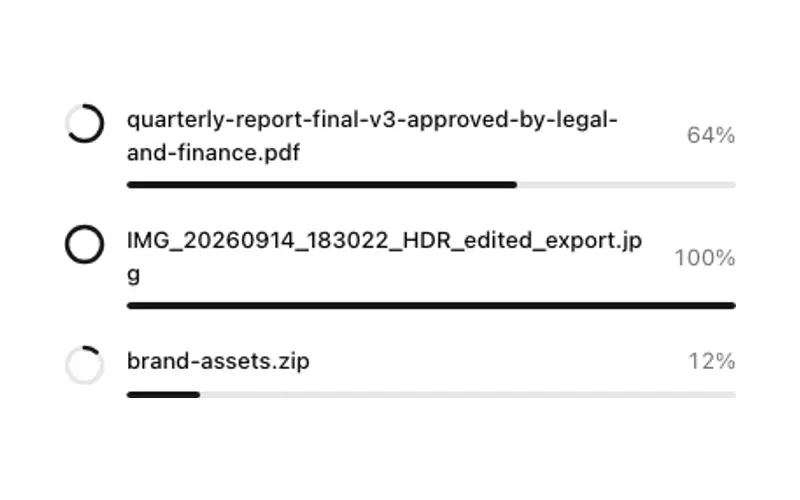 quarterly-report-final-v3-approved-by-legal-
and-finance.pdf
64%
IMG_20260914_183022_HDR_edited_export.jp
g
100%
brand-assets.zip
12%